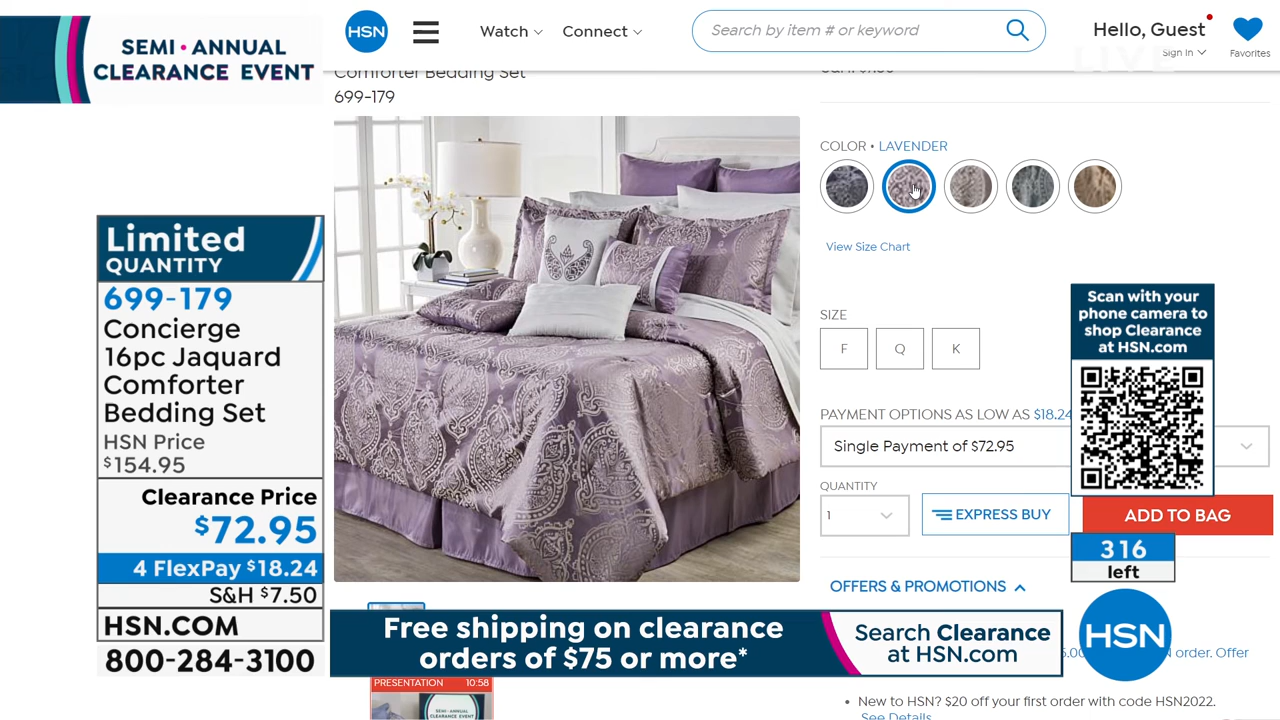 SEMI • ANNUAL
CLEARANCE EVENT
HSN
Watch
Connect
Search by item # or keyword
Hello, Guest
Sign In
Favorites
LIVE
Comforter Bedding Set
699-179
COLOR • LAVENDER
View Size Chart
SIZE
F
Q
K
PAYMENT OPTIONS AS LOW AS $18.24
Single Payment of $72.95
QUANTITY
1
EXPRESS BUY
ADD TO BAG
OFFERS & PROMOTIONS
order. Offer
• New to HSN? $20 off your first order with code HSN2022.
See Details
Limited
QUANTITY
699-179
Concierge
16pc Jaquard
Comforter
Bedding Set
HSN Price
$154.95
Clearance Price
$72.95
4 FlexPay $18.24
S&H $7.50
HSN.COM
800-284-3100
Scan with your
phone camera to
shop Clearance
at HSN.com
316
left
Free shipping on clearance
orders of $75 or more*
Search Clearance
at HSN.com
HSN
PRESENTATION 10:58
SEMI • ANNUAL
CLEARANCE EVENT